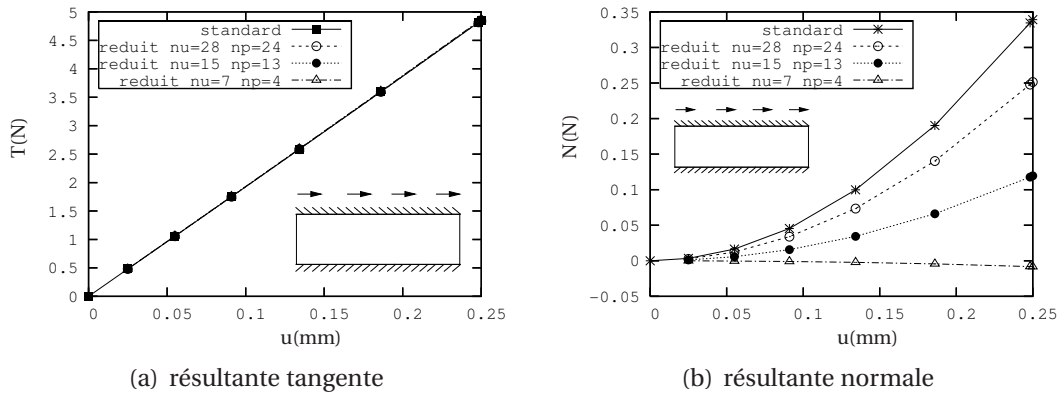 T(N)
5
4.5
4
3.5
3
2.5
2
1.5
1
0.5
0
standard
reduit nu=28 np=24
reduit nu=15 np=13
reduit nu=7 np=4
0
0.05
0.1
0.15
0.2
0.25
u(mm)
(a) résultante tangente
N(N)
0.35
0.3
0.25
0.2
0.15
0.1
0.05
0
-0.05
standard
reduit nu=28 np=24
reduit nu=15 np=13
reduit nu=7 np=4
0
0.05
0.1
0.15
0.2
0.25
u(mm)
(b) résultante normale